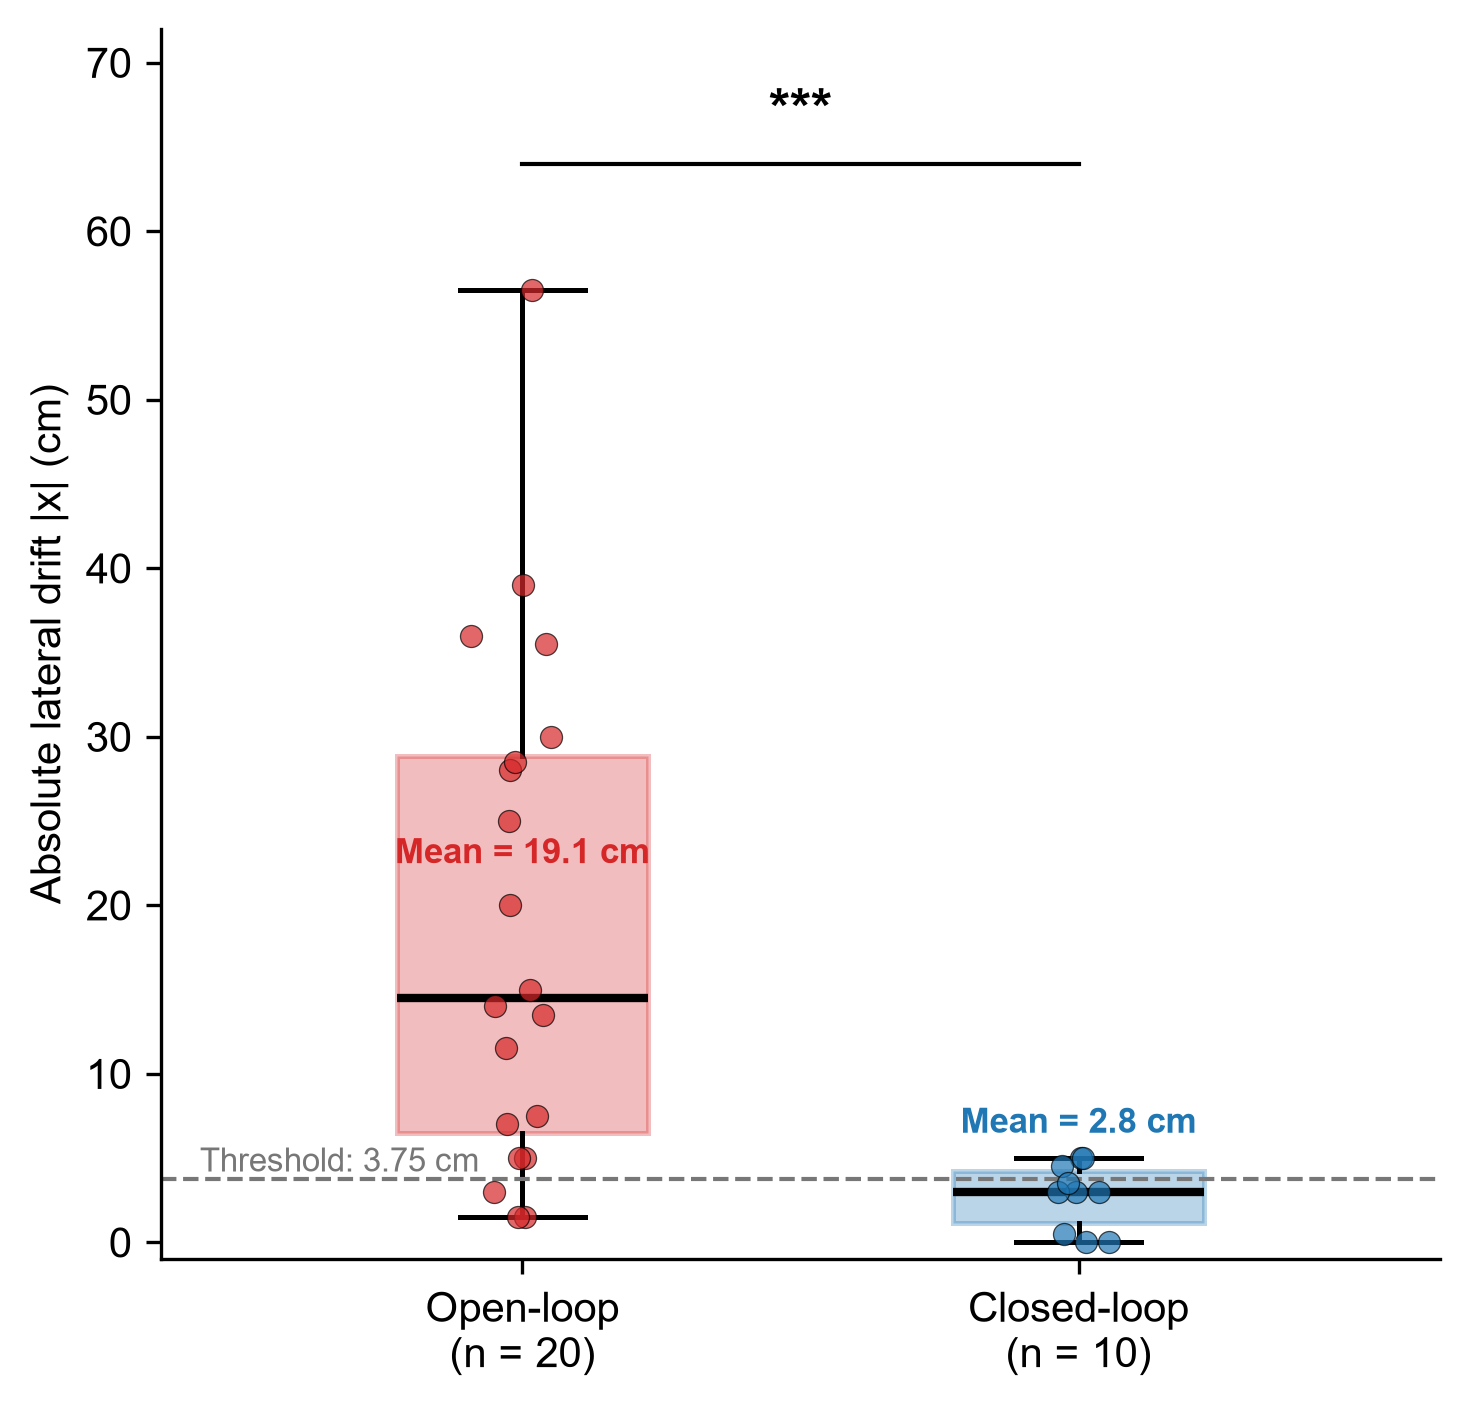 70
***
60
50
40
30
20
10
0
Absolute lateral drift |x| (cm)
Mean = 19.1 cm
Mean = 2.8 cm
Threshold: 3.75 cm
Open-loop
(n = 20)
Closed-loop
(n = 10)